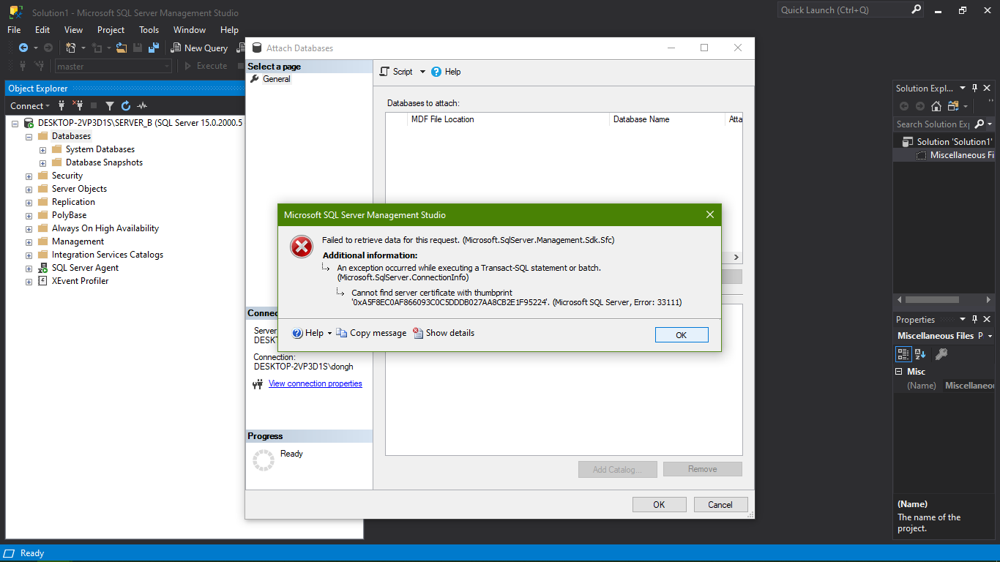 Solution1 - Microsoft SQL Server Management Studio
Quick Launch (Ctrl+Q)
File Edit View Project Tools Window Help
New Query
master
Execute
Object Explorer
Connect
DESKTOP-2VP3D1S\SERVER_B (SQL Server 15.0.2000.5
Databases
System Databases
Database Snapshots
Security
Server Objects
Replication
PolyBase
Always On High Availability
Management
Integration Services Catalogs
SQL Server Agent
XEvent Profiler
Attach Databases
Select a page
General
Script Help
Databases to attach:
MDF File Location Database Name Atta
Microsoft SQL Server Management Studio
Failed to retrieve data for this request. (Microsoft.SqlServer.Management.Sdk.Sfc)
Additional information:
An exception occurred while executing a Transact-SQL statement or batch.
(Microsoft.SqlServer.ConnectionInfo)
Cannot find server certificate with thumbprint
'0xA5F8EC0AF866093C0C5DDDB027AA8CB2E1F95224'. (Microsoft SQL Server, Error: 33111)
Help Copy message Show details OK
Connec
Server
DESK
Connection:
DESKTOP-2VP3D1S\dongh
View connection properties
Progress
Ready
Add Catalog... Remove
OK Cancel
Solution Expl...
Search Solution Ex
Solution 'Solution1'
Miscellaneous Fi
Properties
Miscellaneous Files P
Misc
(Name) Miscellaneou
(Name)
The name of the
project.
Ready